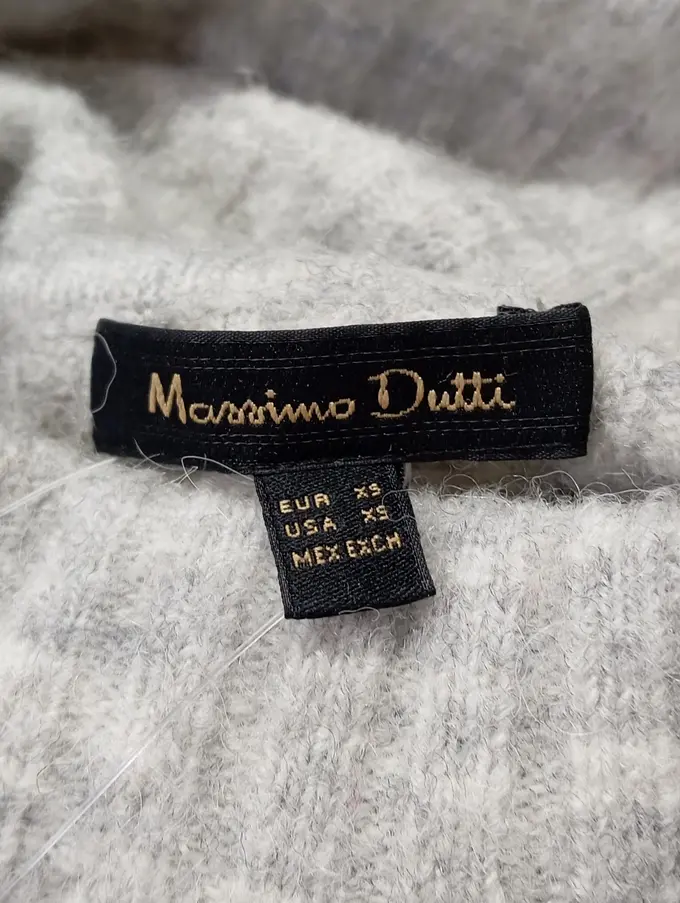 Massimo Dutti
EUR XS
USA XS
MEX EXCH